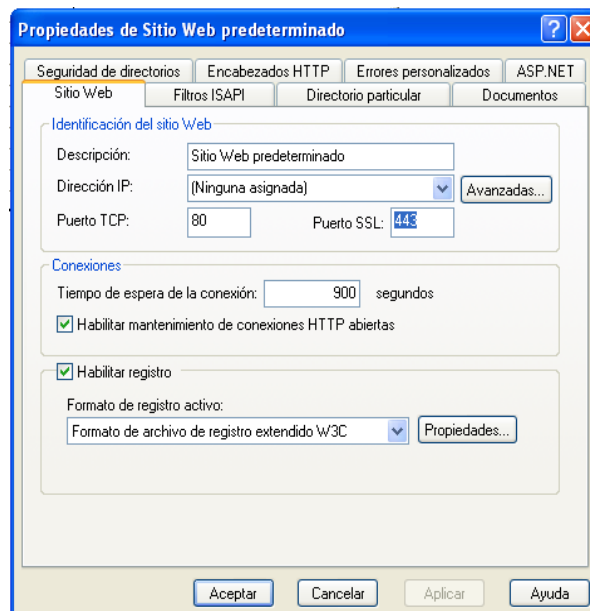 Propiedades de Sitio Web predeterminado
Seguridad de directorios Encabezados HTTP Errores personalizados ASP.NET
Sitio Web Filtros ISAPI Directorio particular Documentos
Identificación del sitio Web
Descripción: Sitio Web predeterminado
Dirección IP: (Ninguna asignada) Avanzadas...
Puerto TCP: 80 Puerto SSL: 443
Conexiones
Tiempo de espera de la conexión: 900 segundos
Habilitar mantenimiento de conexiones HTTP abiertas
Habilitar registro
Formato de registro activo:
Formato de archivo de registro extendido W3C Propiedades...
Aceptar Cancelar Aplicar Ayuda